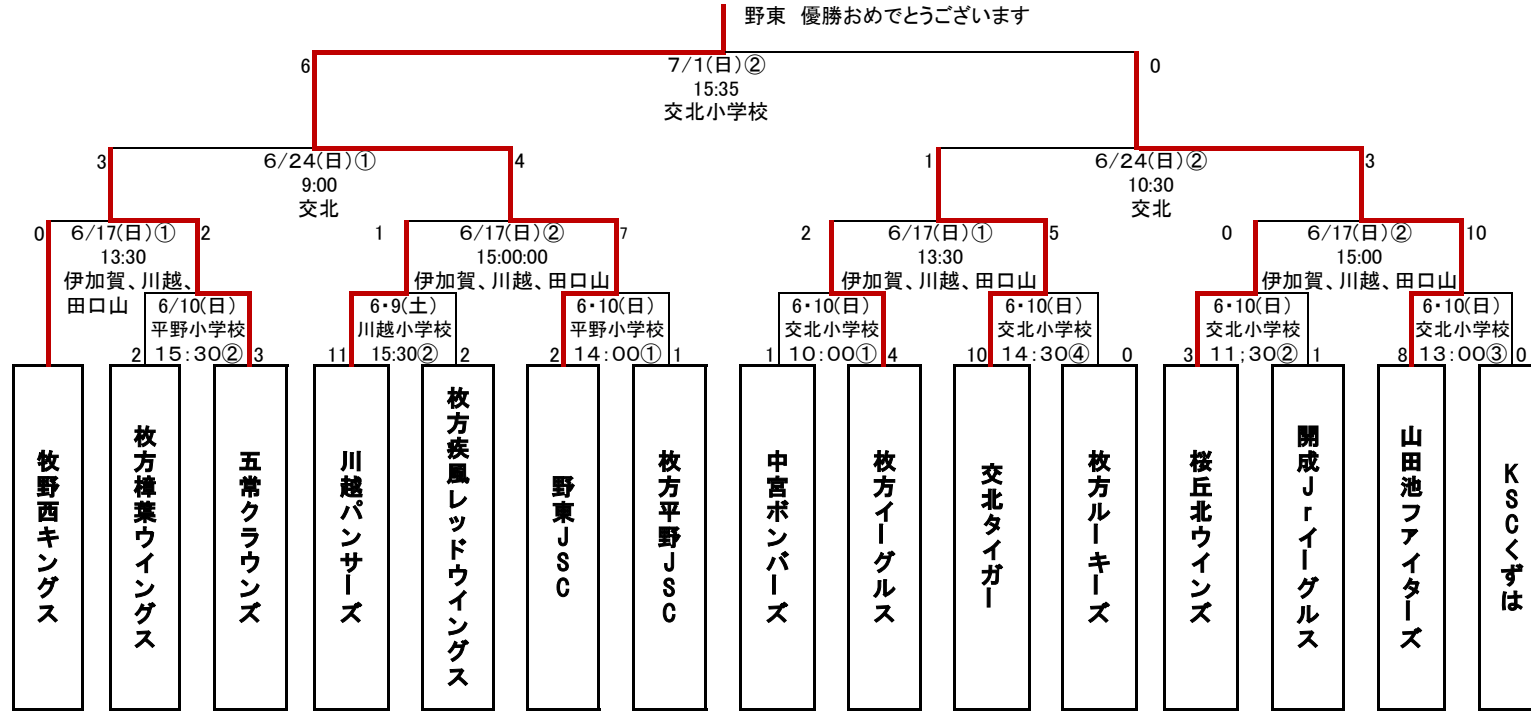 野東 優勝おめでとうございます
6
7/1(日)②
0
15:35
交北小学校
3
6/24(日)①
4
9:00
交北
1
6/24(日)②
3
10:30
交北
0
6/17(日)①
2
13:30
伊加賀、川越、
田口山
1
6/17(日)②
7
15:00:00
伊加賀、川越、田口山
2
6/17(日)①
5
13:30
伊加賀、川越、田口山
0
6/17(日)②
10
15:00
伊加賀、川越、田口山
6/10(日)
平野小学校
2
15:30②
3
6・9(土)
川越小学校
11
15:30②
2
6・10(日)
平野小学校
2
14:00①
1
6・10(日)
交北小学校
1
10:00①
4
6・10(日)
交北小学校
10
14:30④
0
6・10(日)
交北小学校
3
11;30②
1
6・10(日)
交北小学校
8
13:00③
0
牧野西キングス
枚方樟葉ウイングス
五常クラウンズ
川越パンサーズ
枚方疾風レッドウイングス
野東JSC
枚方平野JSC
中宮ボンバーズ
枚方イーグルス
交北タイガー
枚方ルーキーズ
桜丘北ウインズ
開成Jrイーグルス
山田池ファイターズ
KSCくずは